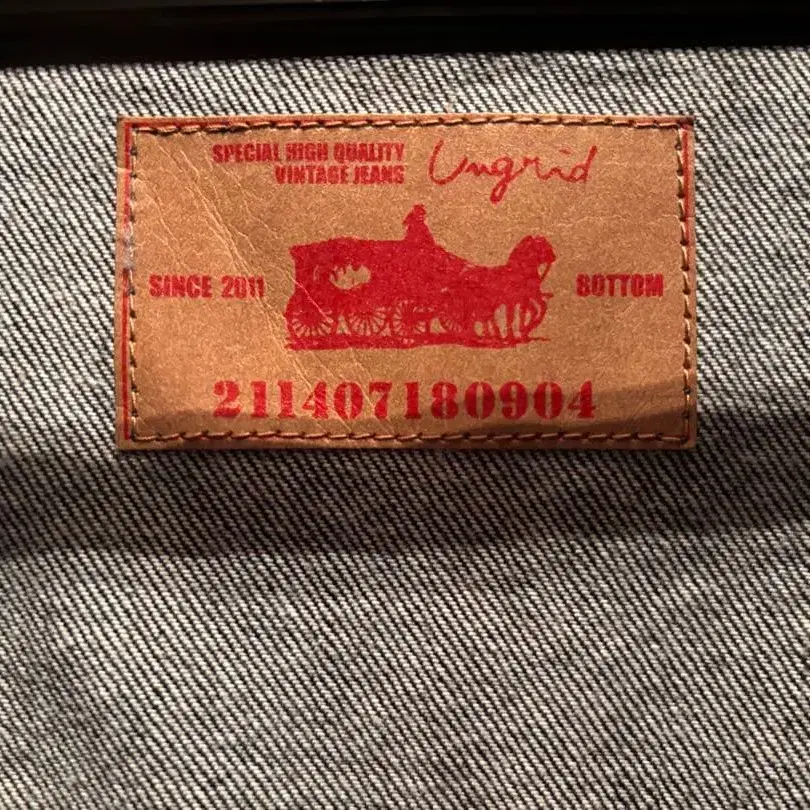 SPECIAL HIGH QUALITY
VINTAGE JEANS
Ungrid
SINCE 2011
BOTTOM
211407180904